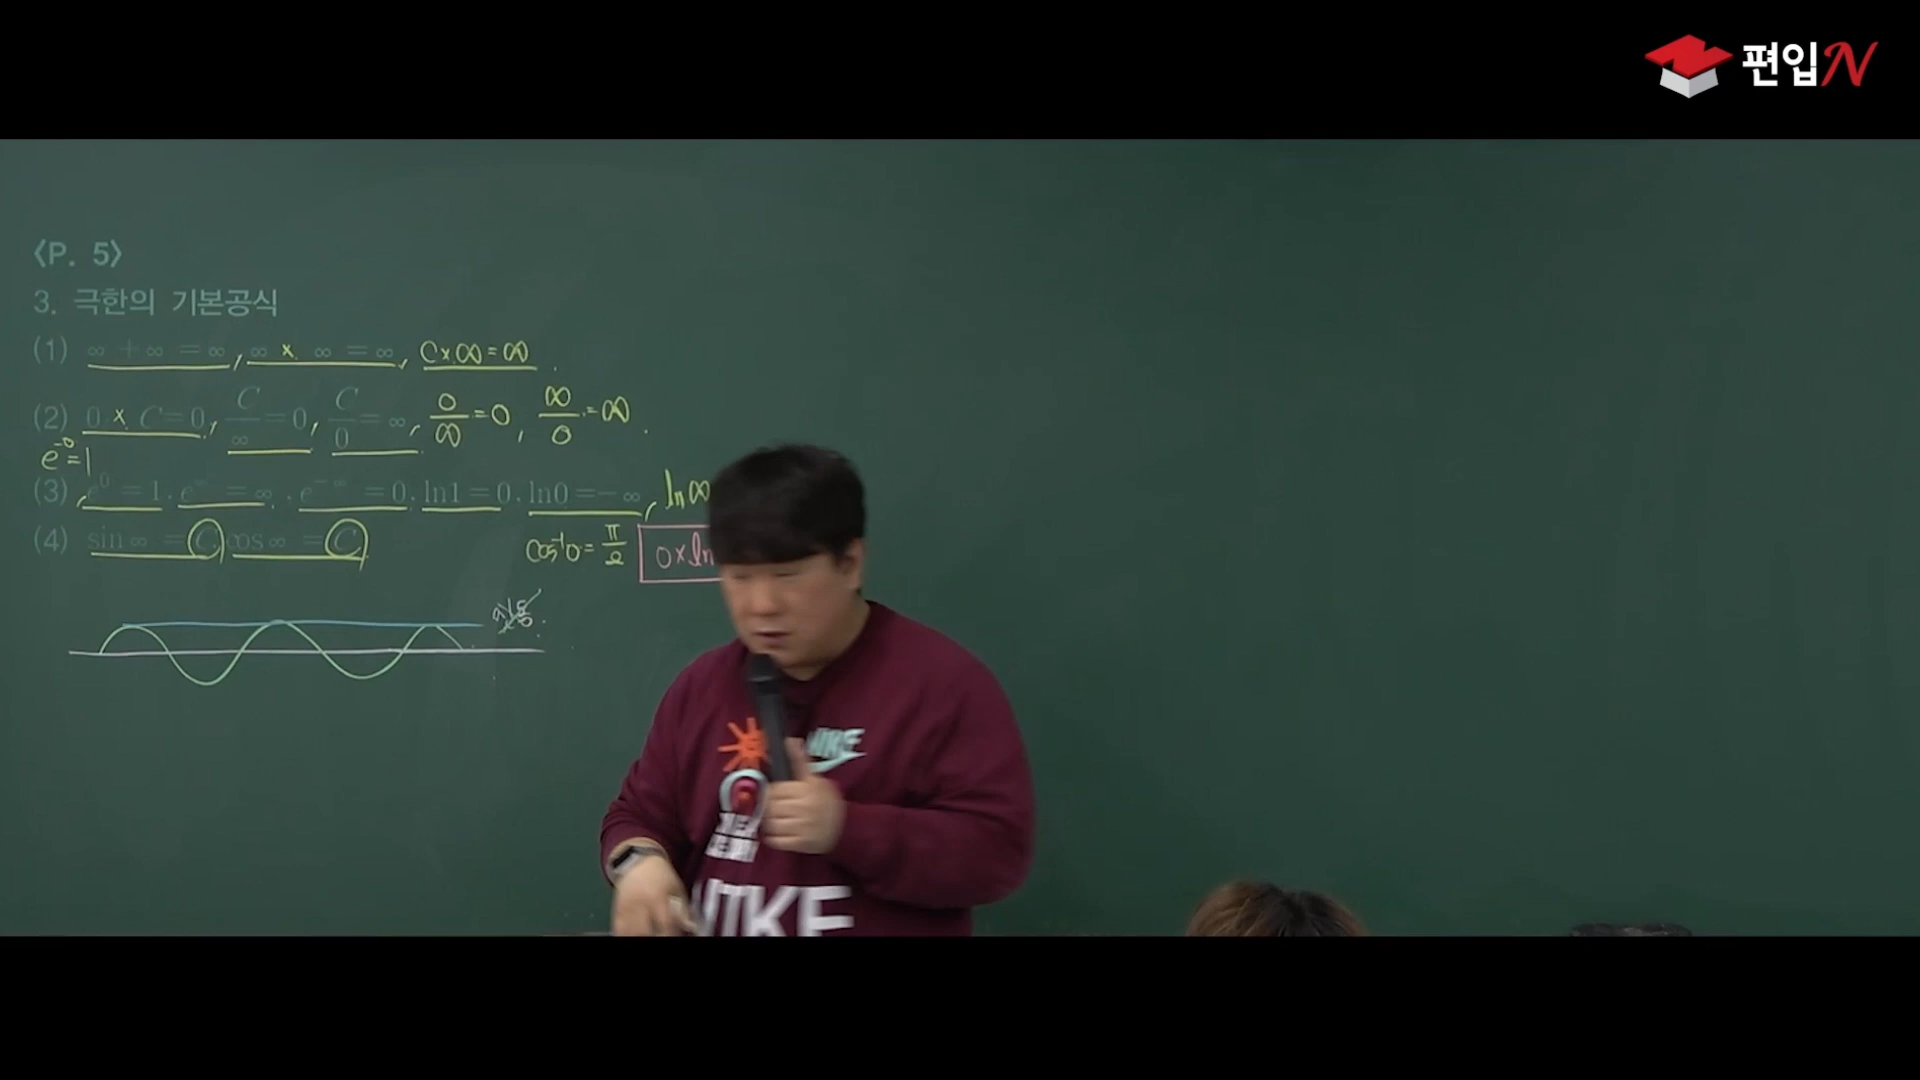 편입N
〈P. 5〉
3. 극한의 기본공식
(1) ∞ + ∞ = ∞, ∞ × ∞ = ∞, C×∞=∞.
(2) 0 × C=0, C/∞=0, C/0=∞, 0/∞=0, ∞/0=∞.
e^-0=1
(3), e^0=1, e^∞=∞, e^-∞=0, ln1=0, ln0=-∞, ln∞
(4) sin∞ = C, cos∞ = C
cos^-1 0=π/2
0×ln
NIKE